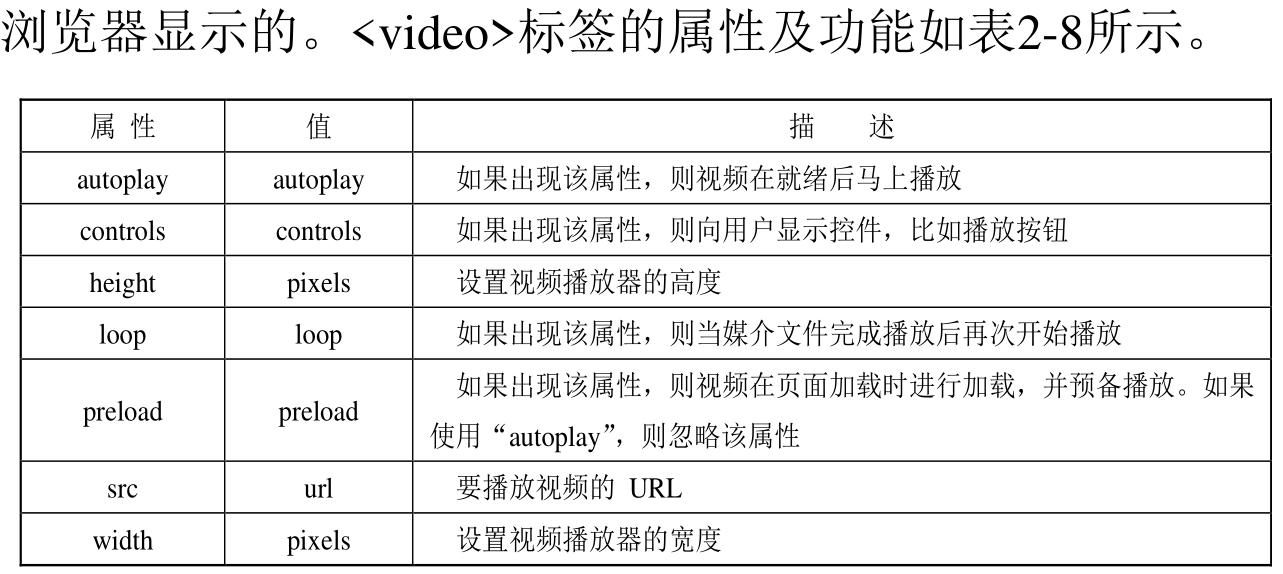 浏览器显示的。<video>标签的属性及功能如表2-8所示。
属 性 值 描 述
autoplay autoplay 如果出现该属性，则视频在就绪后马上播放
controls controls 如果出现该属性，则向用户显示控件，比如播放按钮
height pixels 设置视频播放器的高度
loop loop 如果出现该属性，则当媒介文件完成播放后再次开始播放
preload preload 如果出现该属性，则视频在页面加载时进行加载，并预备播放。如果
使用“autoplay”，则忽略该属性
src url 要播放视频的 URL
width pixels 设置视频播放器的宽度